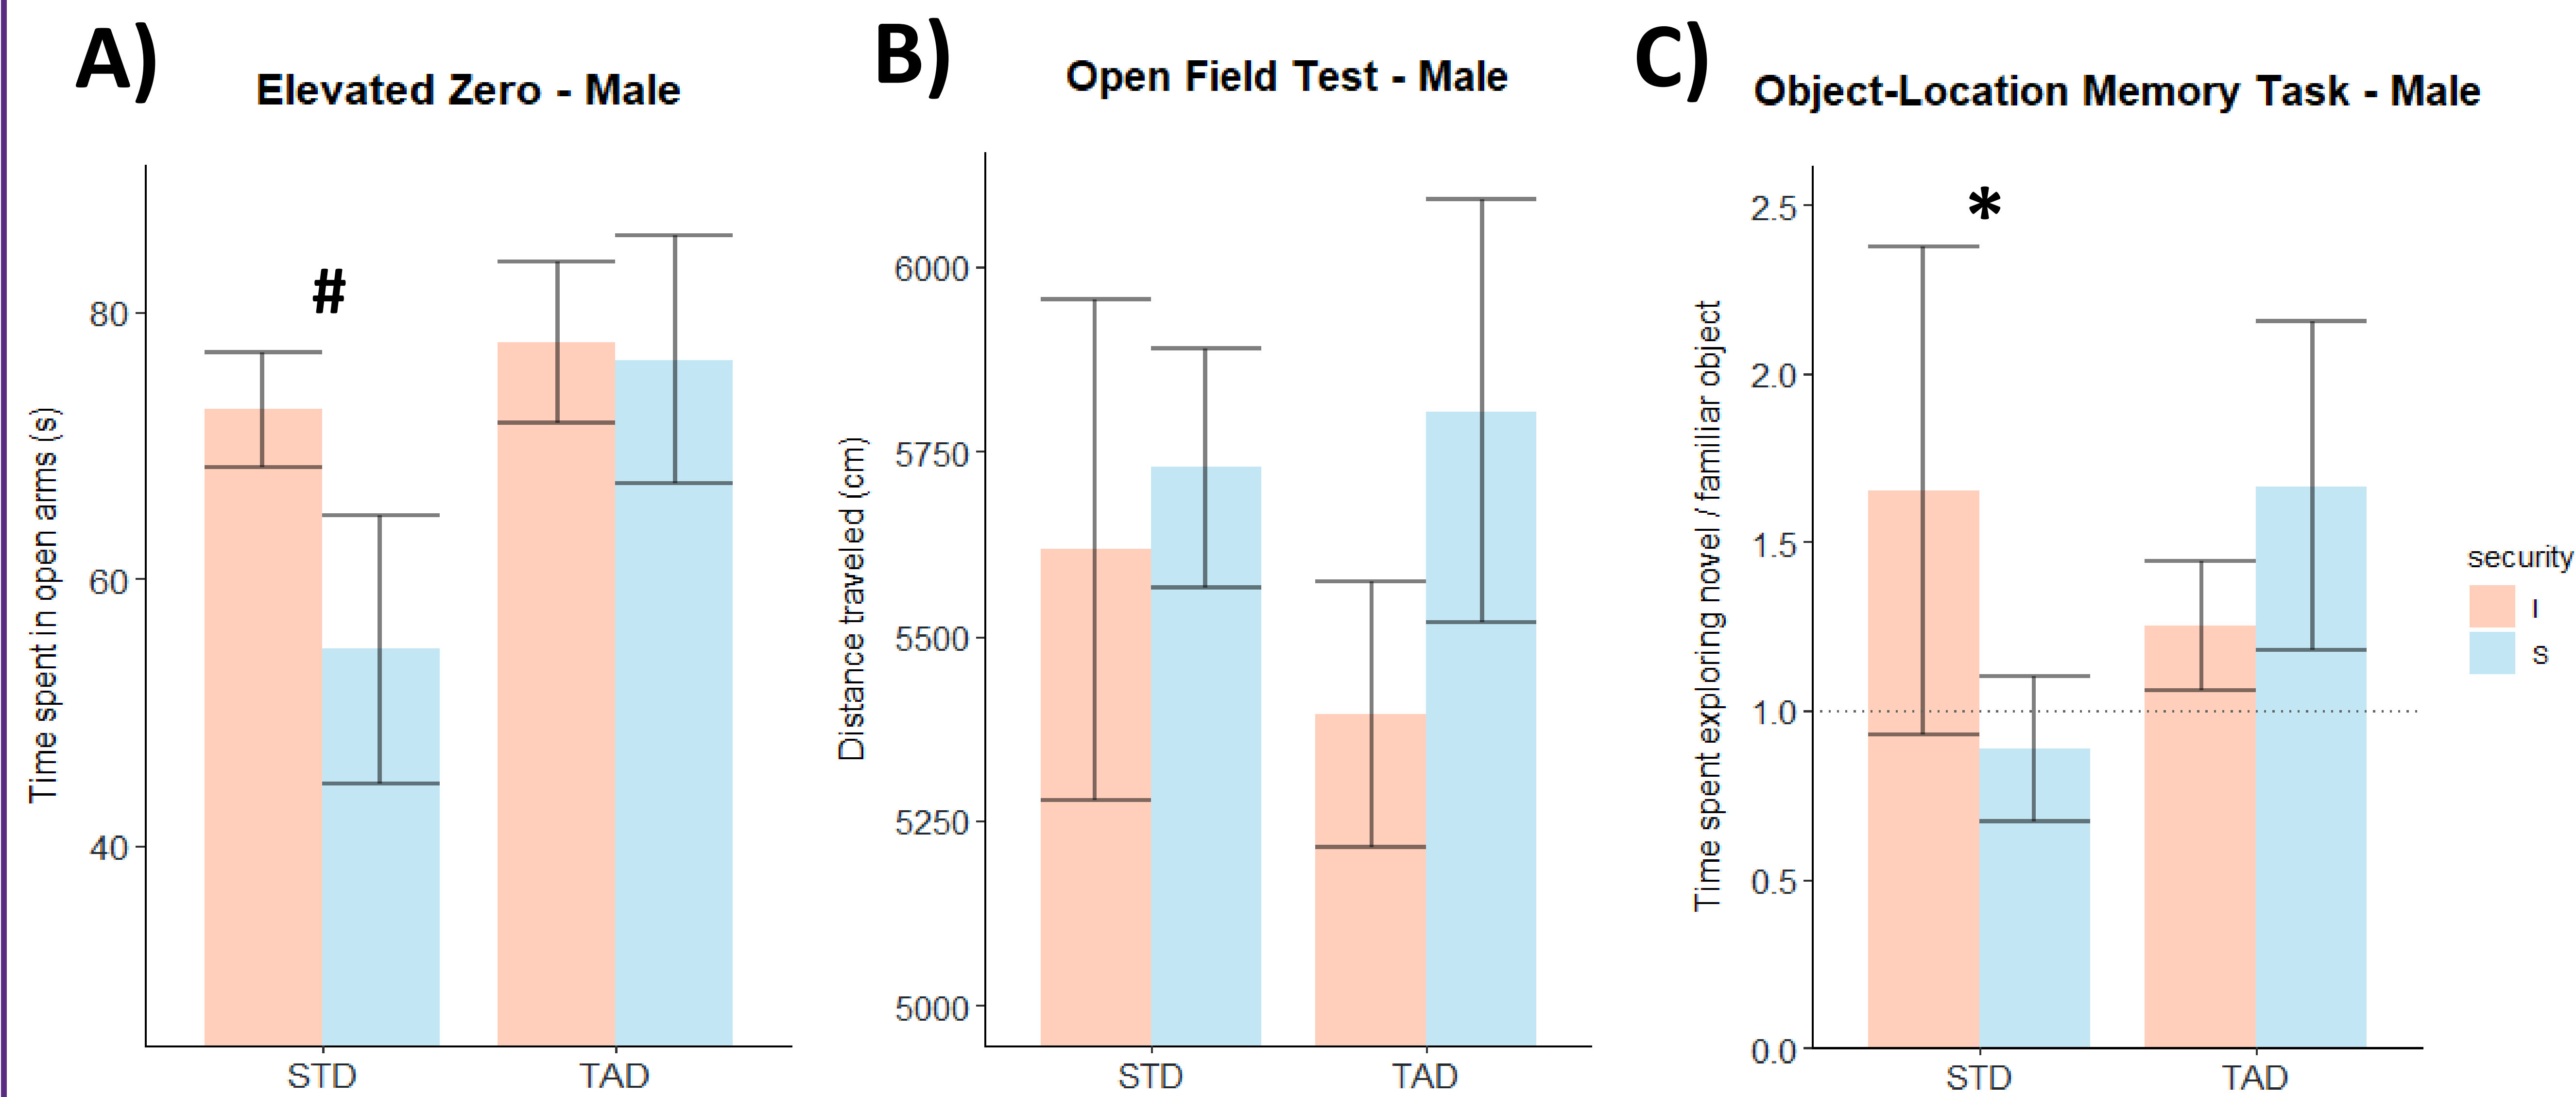 A)
Elevated Zero - Male
#
Time spent in open arms (s)
80
60
40
STD
TAD
B)
Open Field Test - Male
Distance traveled (cm)
6000
5750
5500
5250
5000
STD
TAD
C)
Object-Location Memory Task - Male
*
Time spent exploring novel / familiar object
2.5
2.0
1.5
1.0
0.5
0.0
STD
TAD
security
I
S